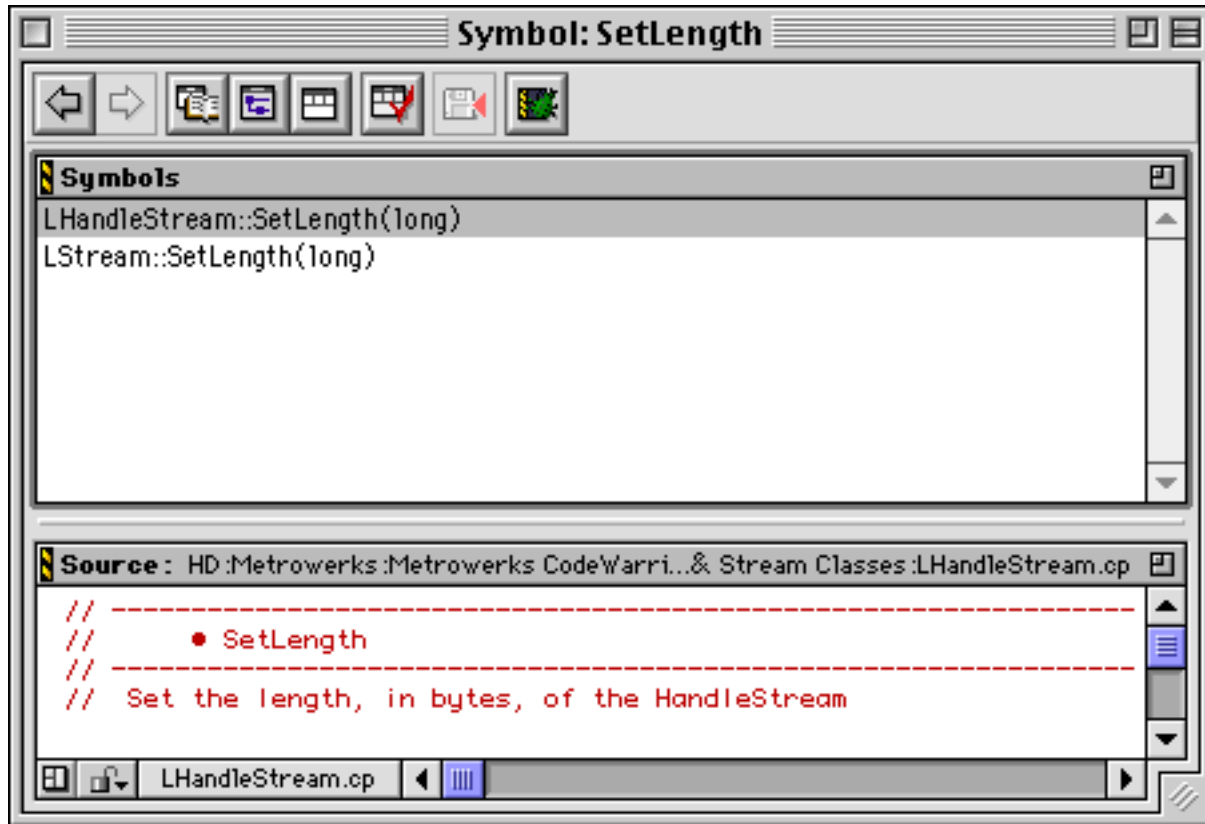 Symbol: SetLength
Symbols
LHandleStream::SetLength(long)
LStream::SetLength(long)
Source: HD:Metrowerks:Metrowerks CodeWarri...& Stream Classes:LHandleStream.cp
// ----------------------------------------------------------------
// • SetLength
// ----------------------------------------------------------------
// Set the length, in bytes, of the HandleStream
LHandleStream.cp